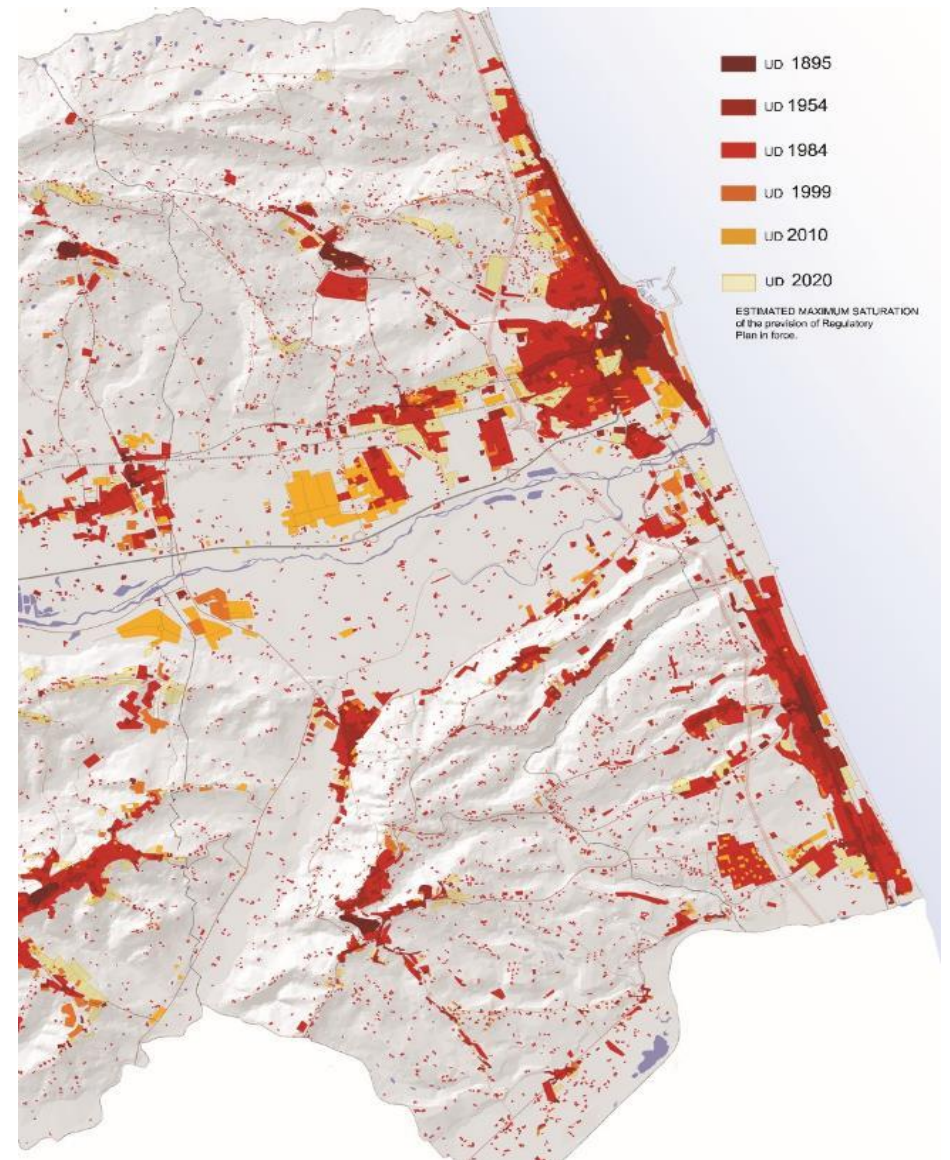 UD 1895
UD 1954
UD 1984
UD 1999
UD 2010
UD 2020
ESTIMATED MAXIMUM SATURATION
of the prevision of Regulatory
Plan in force.